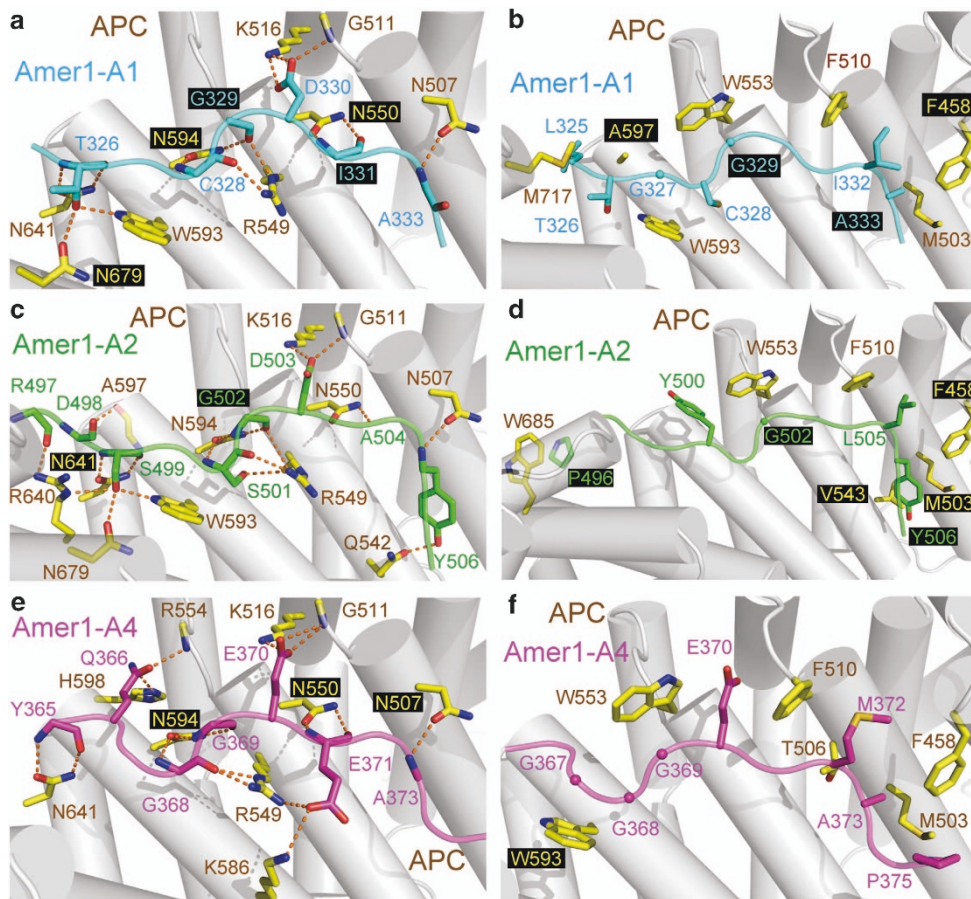 a
APC
K516
G511
Amer1-A1
G329
D330
N507
T326
N594
N550
C328
I331
N641
W593
R549
A333
N679
b
APC
Amer1-A1
F510
W553
F458
L325
A597
G329
M717
G327
I332
T326
C328
A333
W593
M503
c
APC
K516
G511
Amer1-A2
D503
R497
A597
G502
N550
N507
D498
N594
A504
N641
S499
R640
S501
R549
W593
Q542
Y506
N679
d
APC
Amer1-A2
W553
F510
Y500
F458
W685
G502
L505
P496
V543
M503
Y506
e
R554
K516
G511
Amer1-A4
Q366
E370
H598
N550
Y365
N594
N507
G369
E371
N641
G368
R549
A373
K586
APC
f
APC
E370
Amer1-A4
F510
W553
M372
T506
F458
G367
G369
G368
A373
M503
W593
P375